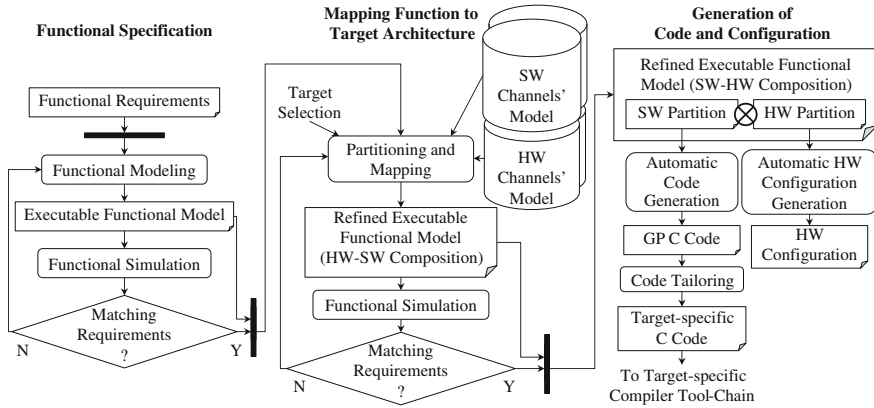 Functional Specification
Functional Requirements
Functional Modeling
Executable Functional Model
Functional Simulation
Matching
Requirements
?
N
Y
Mapping Function to
Target Architecture
Target
Selection
SW
Channels’
Model
HW
Channels’
Model
Partitioning and
Mapping
Refined Executable
Functional Model
(HW-SW Composition)
Functional Simulation
Matching
Requirements
?
N
Y
Generation of
Code and Configuration
Refined Executable Functional
Model (SW-HW Composition)
SW Partition
HW Partition
Automatic
Code
Generation
Automatic HW
Configuration
Generation
GP C Code
HW
Configuration
Code Tailoring
Target-specific
C Code
To Target-specific
Compiler Tool-Chain